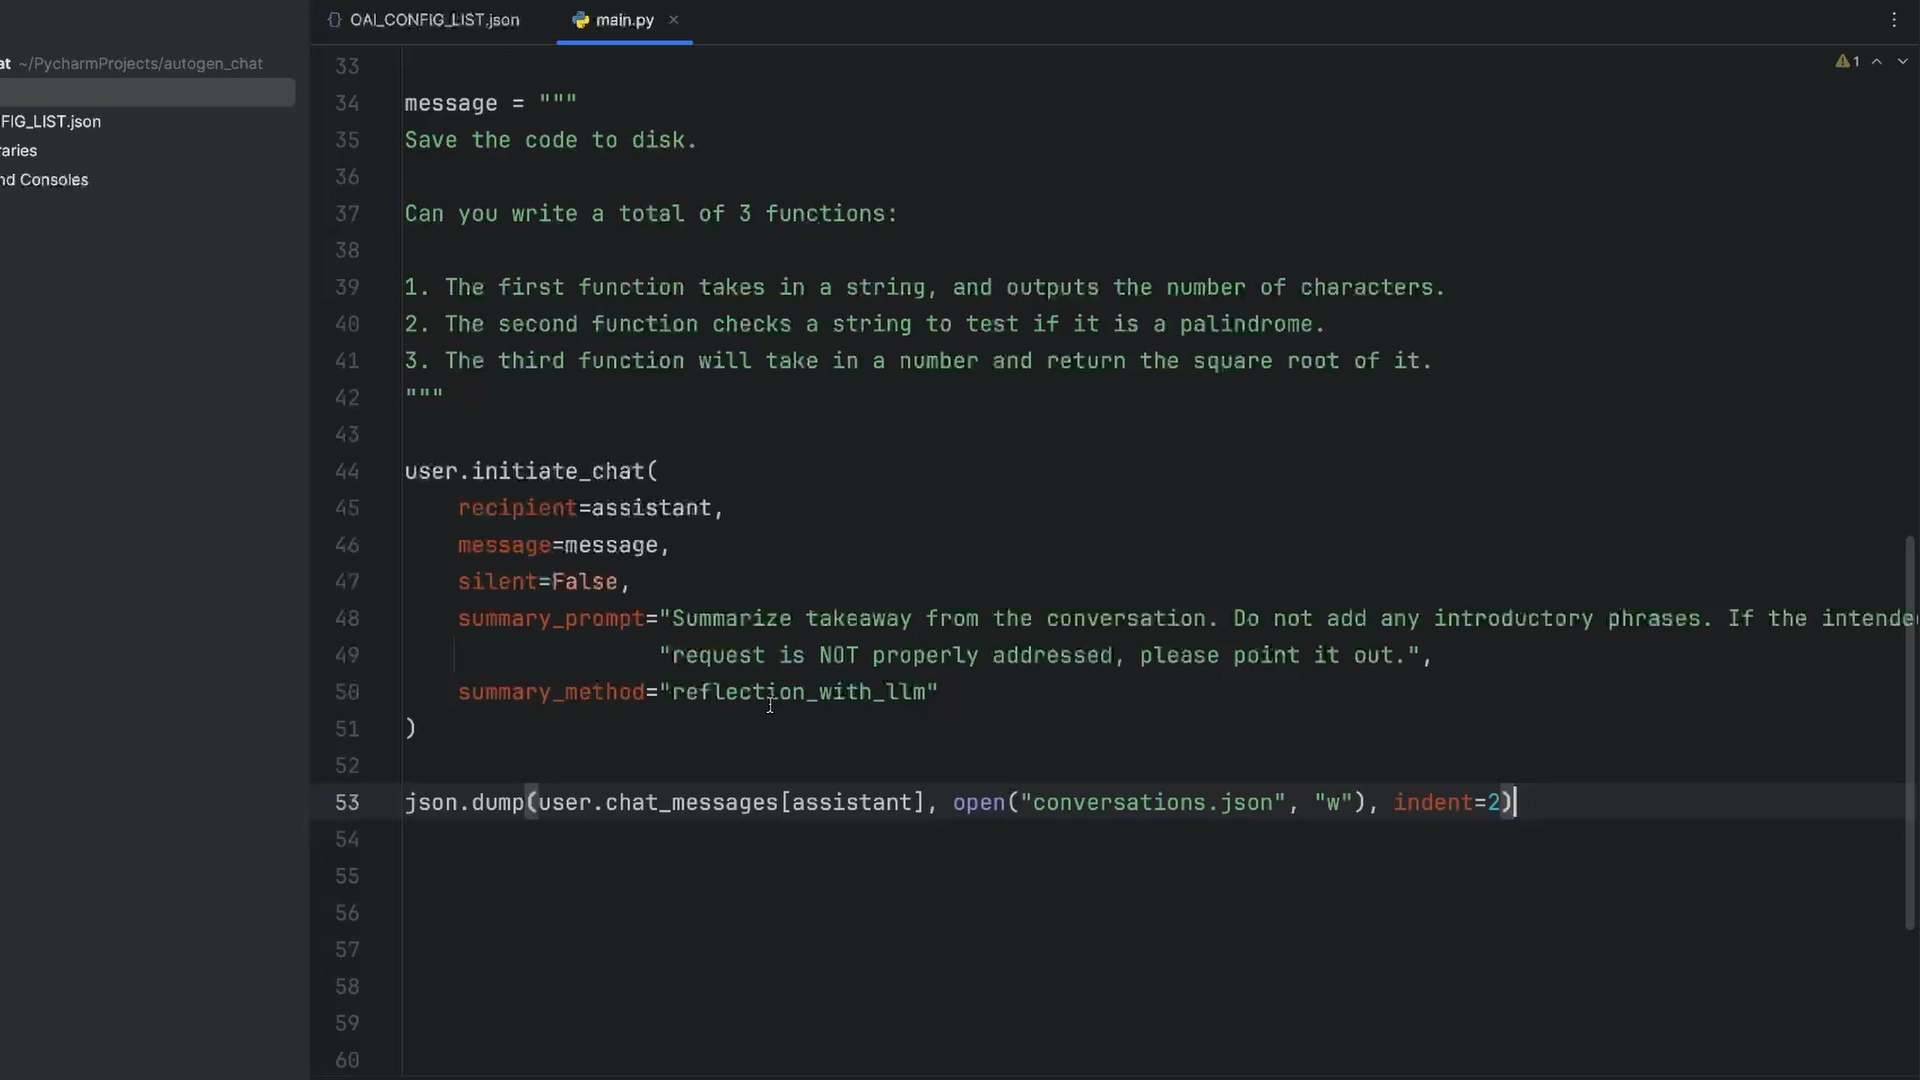 OAI_CONFIG_LIST.json
main.py
at ~/PycharmProjects/autogen_chat
FIG_LIST.json
raries
nd Consoles
1
33
34 message = """
35 Save the code to disk.
36
37 Can you write a total of 3 functions:
38
39 1. The first function takes in a string, and outputs the number of characters.
40 2. The second function checks a string to test if it is a palindrome.
41 3. The third function will take in a number and return the square root of it.
42 """
43
44 user.initiate_chat(
45 recipient=assistant,
46 message=message,
47 silent=False,
48 summary_prompt="Summarize takeaway from the conversation. Do not add any introductory phrases. If the intende
49 "request is NOT properly addressed, please point it out.",
50 summary_method="reflection_with_llm"
51 )
52
53 json.dump(user.chat_messages[assistant], open("conversations.json", "w"), indent=2)
54
55
56
57
58
59
60